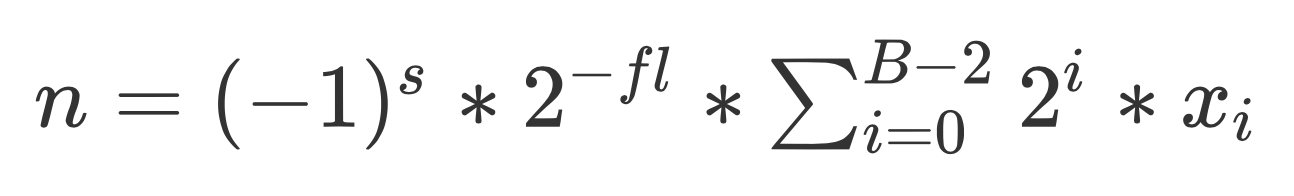 n = (−1)^s * 2^{−fl} * ∑_{i=0}^{B−2} 2^i * x_i